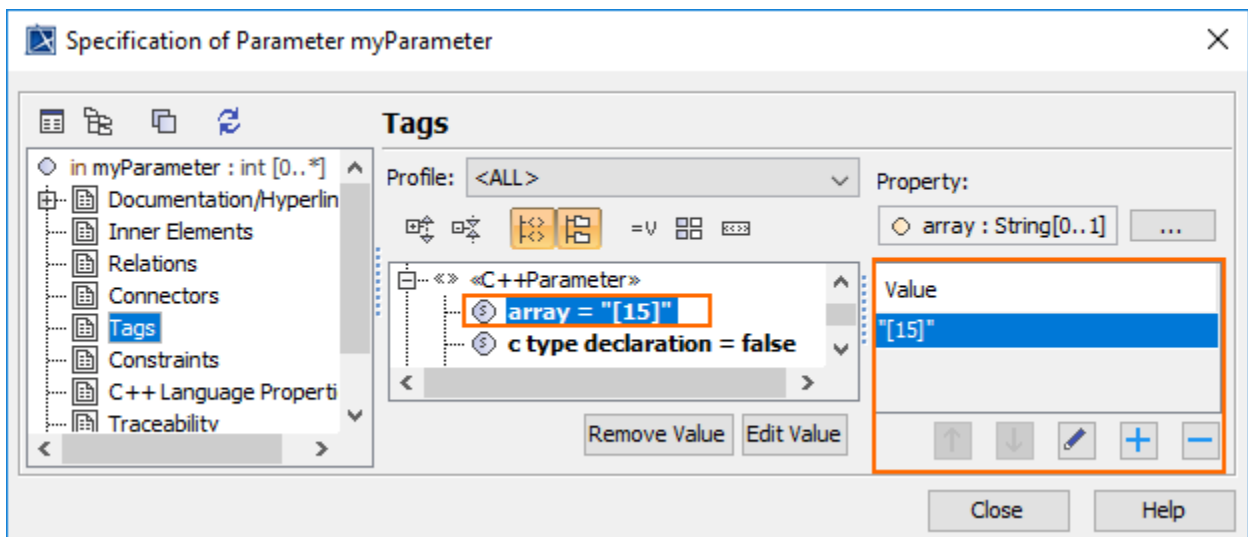 Specification of Parameter myParameter
Tags
in myParameter : int [0..*]
Documentation/Hyperlin
Inner Elements
Relations
Connectors
Tags
Constraints
C++ Language Properti
Traceability
Profile: <ALL>
=V
«» «C++Parameter»
array = "[15]"
c type declaration = false
Remove Value
Edit Value
Property:
array : String[0..1]
...
Value
"[15]"
Close
Help